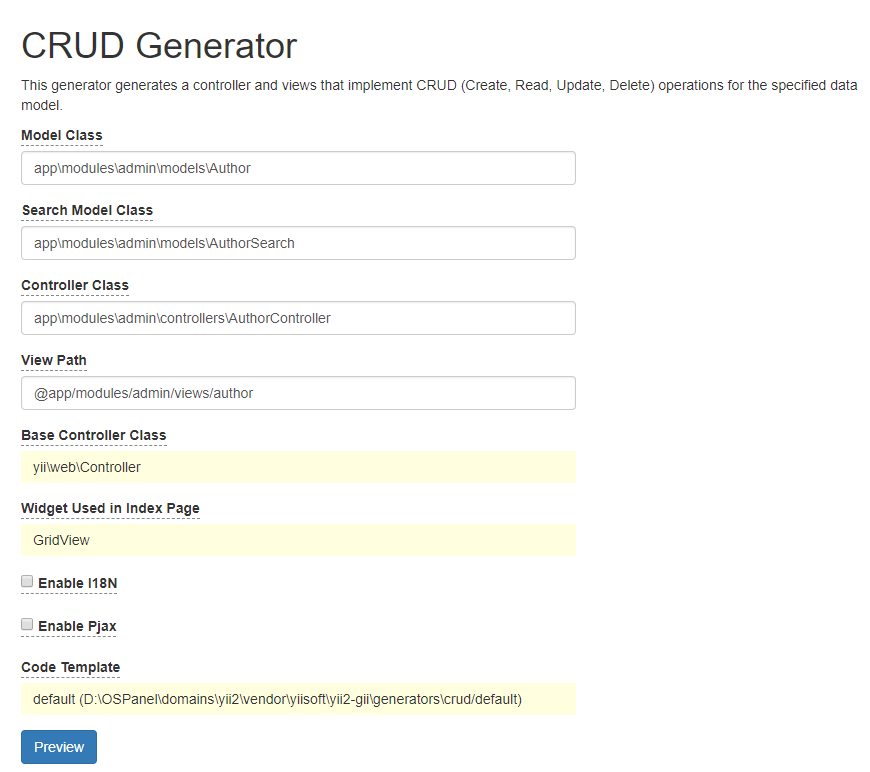 CRUD Generator
This generator generates a controller and views that implement CRUD (Create, Read, Update, Delete) operations for the specified data
model.
Model Class
app\modules\admin\models\Author
Search Model Class
app\modules\admin\models\AuthorSearch
Controller Class
app\modules\admin\controllers\AuthorController
View Path
@app/modules/admin/views/author
Base Controller Class
yii\web\Controller
Widget Used in Index Page
GridView
Enable I18N
Enable Pjax
Code Template
default (D:\OSPanel\domains\yii2\vendor\yiisoft\yii2-gii\generators\crud/default)
Preview